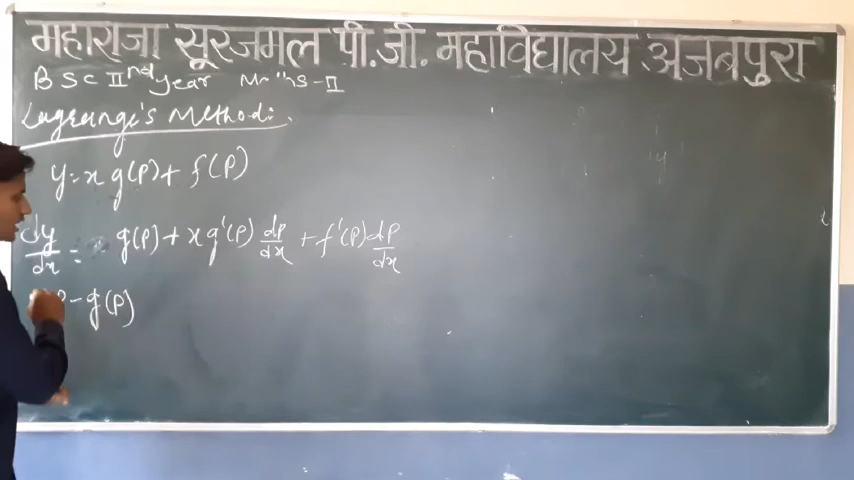 महाराजा सूरजमल पी.जी. महाविद्यालय अजबपुरा
BSC IInd year Maths-II
Lagrange's Method:
y=x g(P)+ f(P)
dy/dx = g(P)+ x g'(P) dp/dx + f'(P) dp/dx
P-g(P)